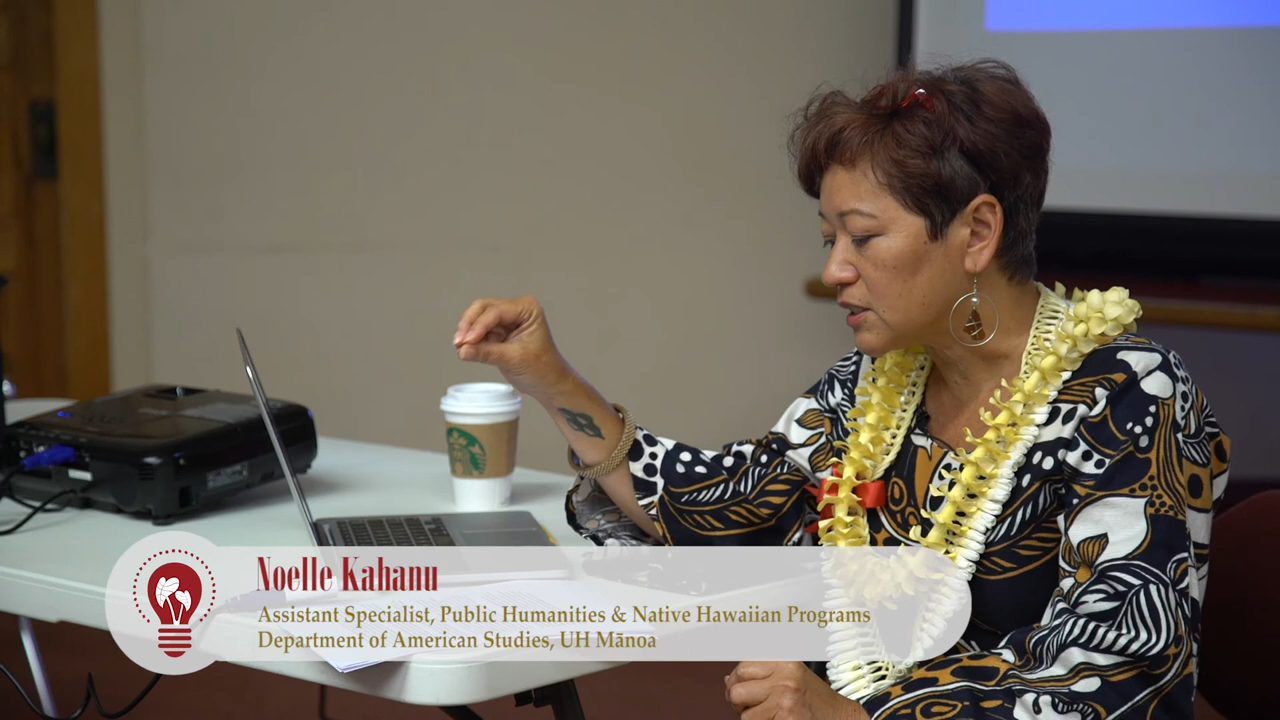 Noelle Kahanu
Assistant Specialist, Public Humanities & Native Hawaiian Programs
Department of American Studies, UH Mānoa